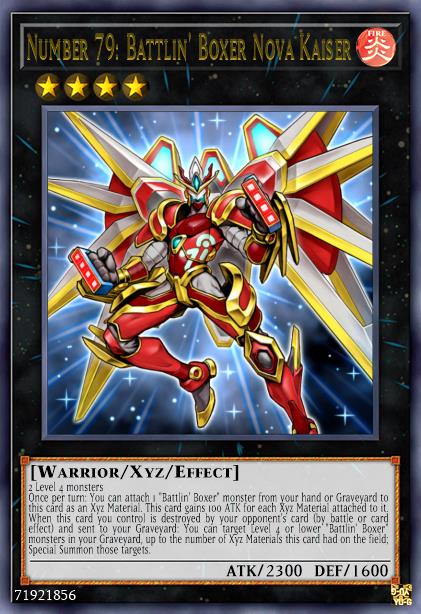 Number 79: Battlin' Boxer Nova Kaiser
FIRE
炎
79
[Warrior/Xyz/Effect]
2 Level 4 monsters
Once per turn: You can attach 1 "Battlin' Boxer" monster from your hand or Graveyard to
this card as an Xyz Material. This card gains 100 ATK for each Xyz Material attached to it.
When this card you control is destroyed by your opponent's card (by battle or card
effect) and sent to your Graveyard: You can target Level 4 or lower "Battlin' Boxer"
monsters in your Graveyard, up to the number of Xyz Materials this card had on the field;
Special Summon those targets.
ATK/2300 DEF/1600
71921856